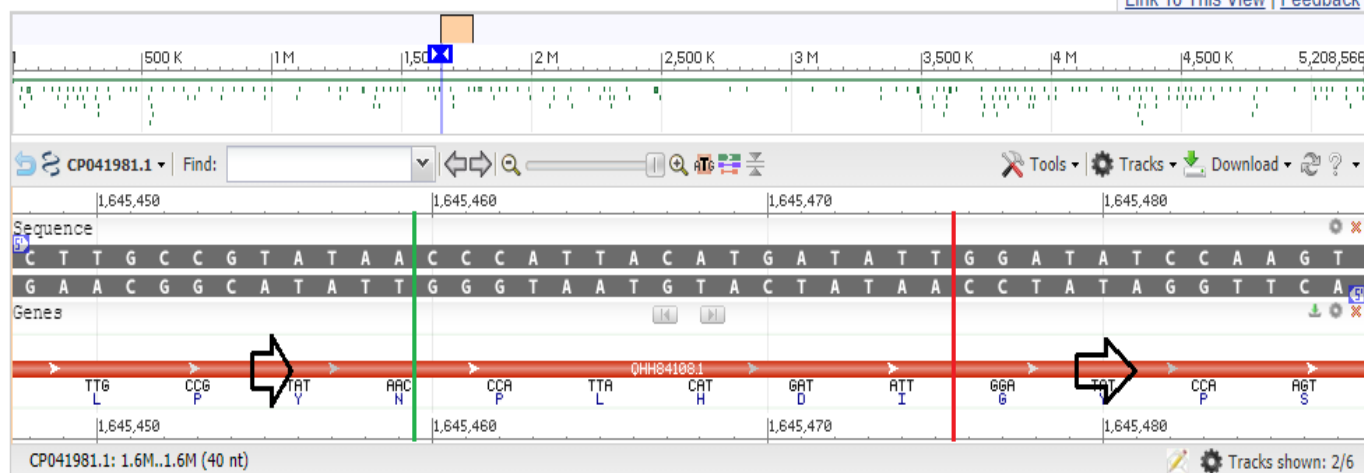 Link To This View | Feedback
1 500 K 1 M 1,50 2 M 2,500 K 3 M 3,500 K 4 M 4,500 K 5,208,566
CP041981.1 Find: ATG Tools Tracks Download ?
1,645,450 1,645,460 1,645,470 1,645,480
Sequence
5' C T T G C C G T A T A A C C C A T T A C A T G A T A T T G G A T A T C C A A G T
G A A C G G C A T A T T G G G T A A T G T A C T A T A A C C T A T A G G T T C A 5'
Genes
QHH84108.1
TTG CCG TAT AAC CCA TTA CAT GAT ATT GGA TAT CCA AGT
L P Y N P L H D I G Y P S
1,645,450 1,645,460 1,645,470 1,645,480
CP041981.1: 1.6M..1.6M (40 nt) Tracks shown: 2/6